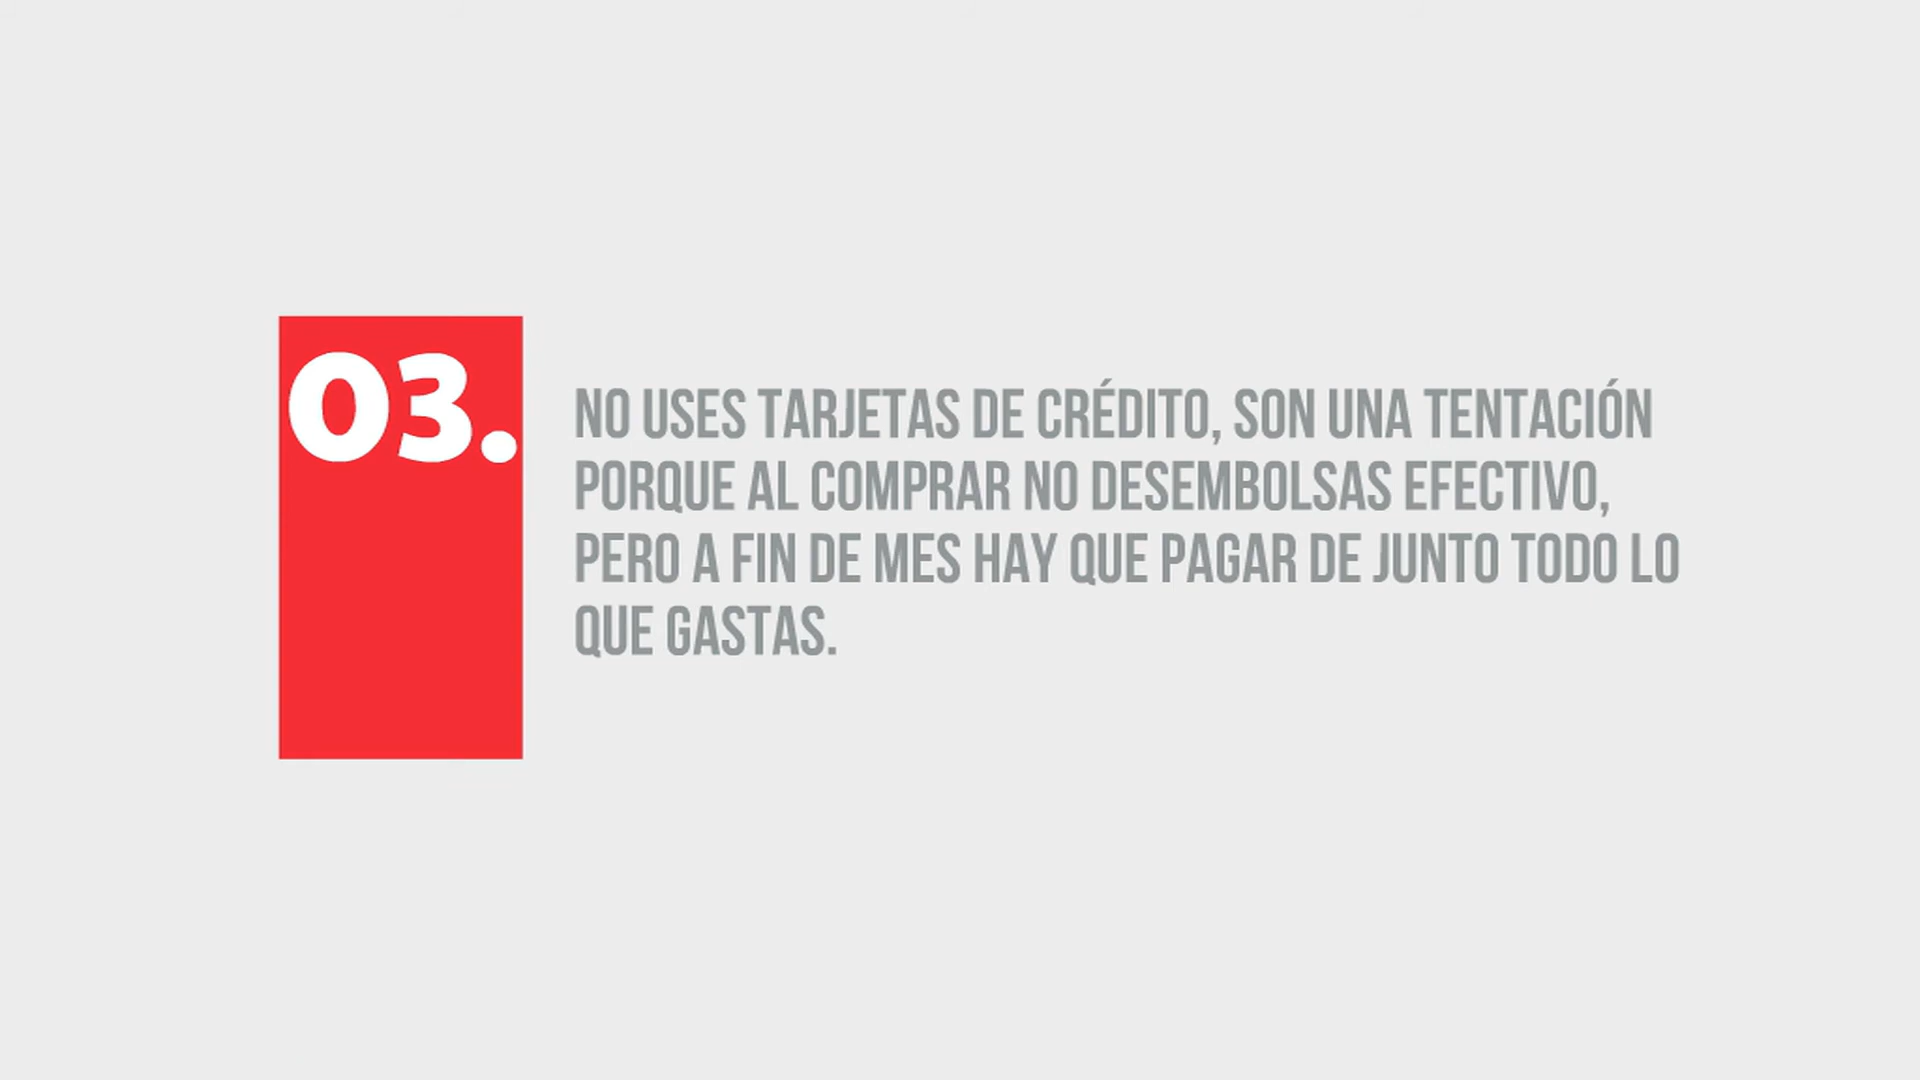 03.
NO USES TARJETAS DE CRÉDITO, SON UNA TENTACIÓN
PORQUE AL COMPRAR NO DESEMBOLSAS EFECTIVO,
PERO A FIN DE MES HAY QUE PAGAR DE JUNTO TODO LO
QUE GASTAS.